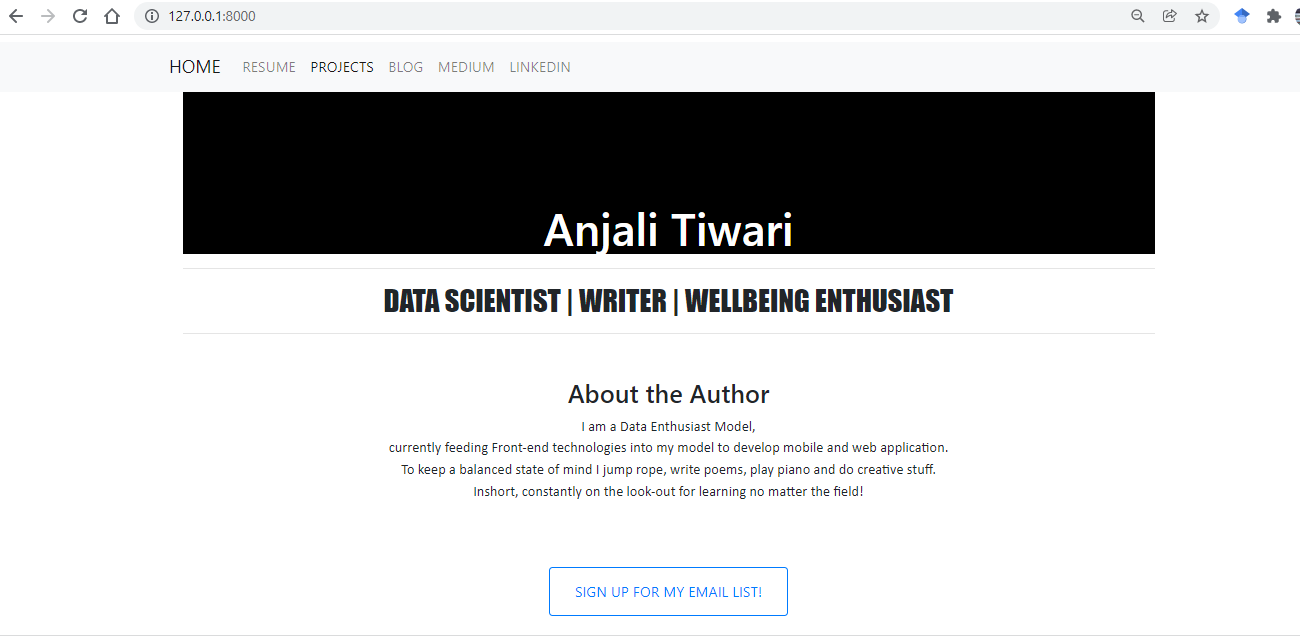 127.0.0.1:8000
HOME RESUME PROJECTS BLOG MEDIUM LINKEDIN
Anjali Tiwari
DATA SCIENTIST | WRITER | WELLBEING ENTHUSIAST
About the Author
I am a Data Enthusiast Model,
currently feeding Front-end technologies into my model to develop mobile and web application.
To keep a balanced state of mind I jump rope, write poems, play piano and do creative stuff.
Inshort, constantly on the look-out for learning no matter the field!
SIGN UP FOR MY EMAIL LIST!